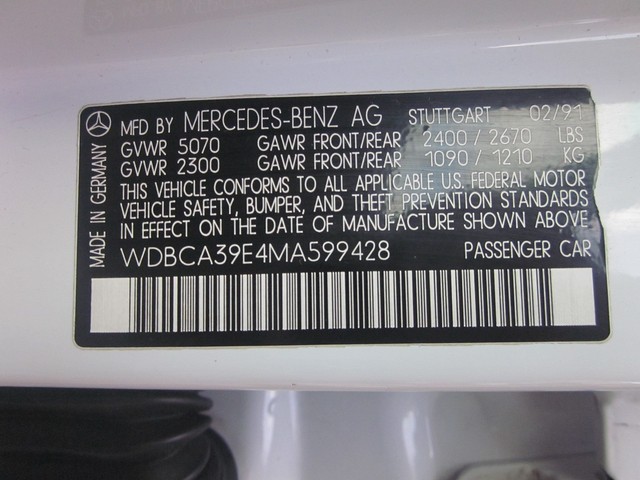 MFD BY MERCEDES-BENZ AG STUTTGART 02/91
GVWR 5070 GAWR FRONT/REAR 2400 / 2670 LBS
GVWR 2300 GAWR FRONT/REAR 1090 / 1210 KG
THIS VEHICLE CONFORMS TO ALL APPLICABLE U.S. FEDERAL MOTOR
VEHICLE SAFETY, BUMPER, AND THEFT PREVENTION STANDARDS
IN EFFECT ON THE DATE OF MANUFACTURE SHOWN ABOVE
WDBCA39E4MA599428 PASSENGER CAR
MADE IN GERMANY